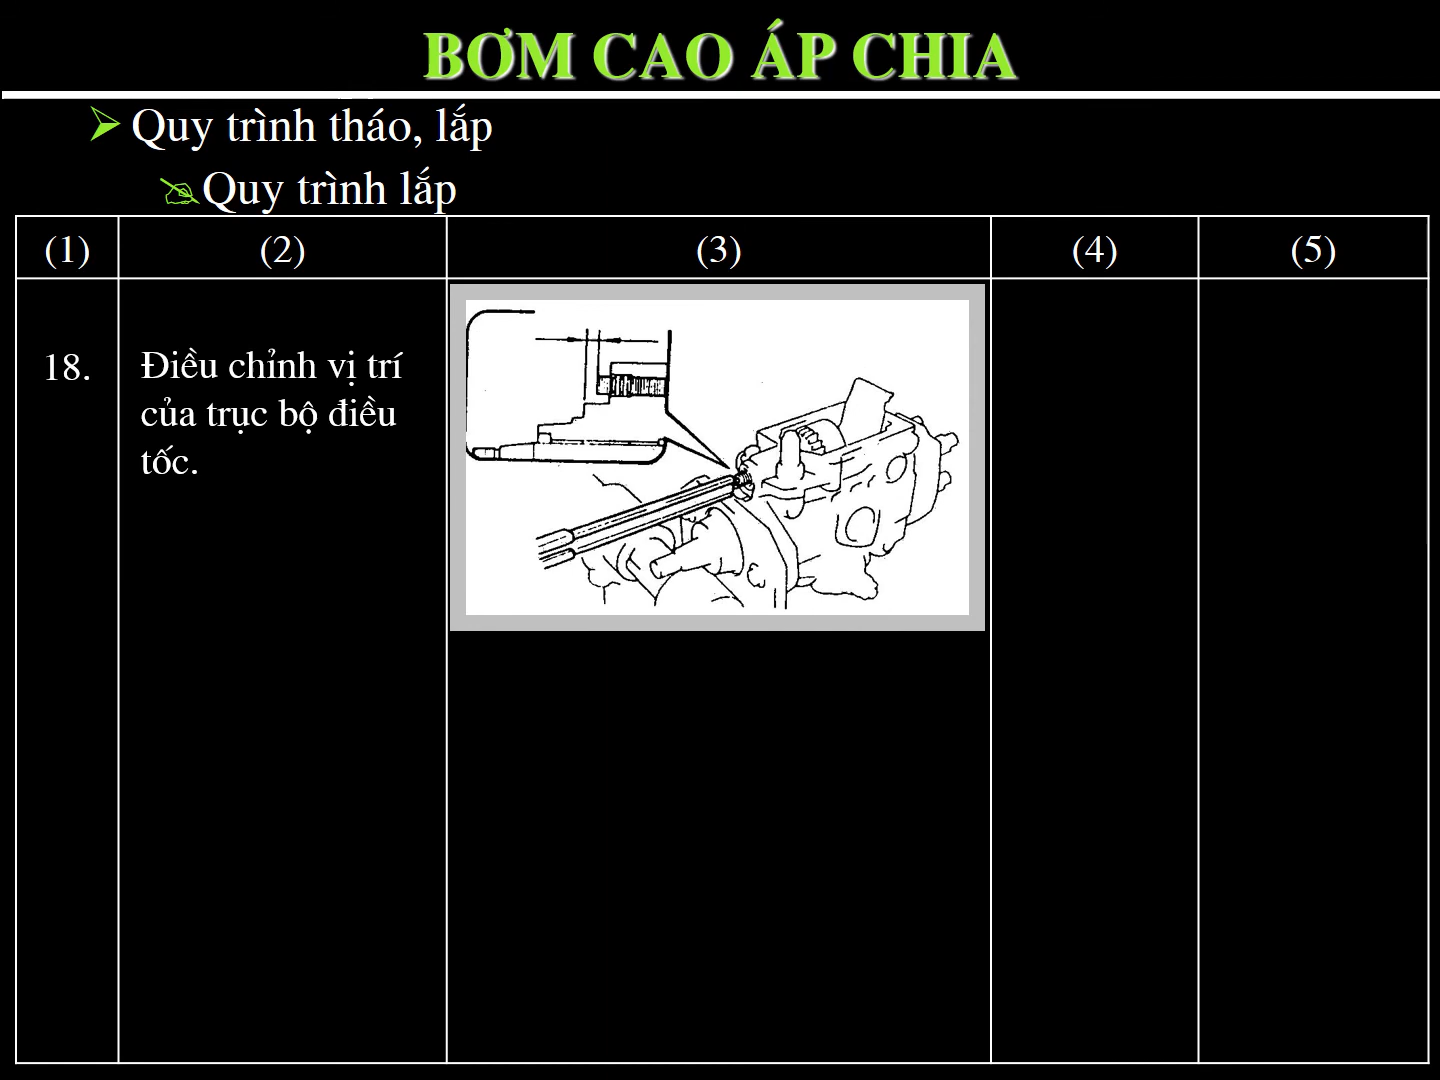 BƠM CAO ÁP CHIA
Quy trình tháo, lắp
Quy trình lắp
(1) (2) (3) (4) (5)
18. Điều chỉnh vị trí
của trục bộ điều
tốc.